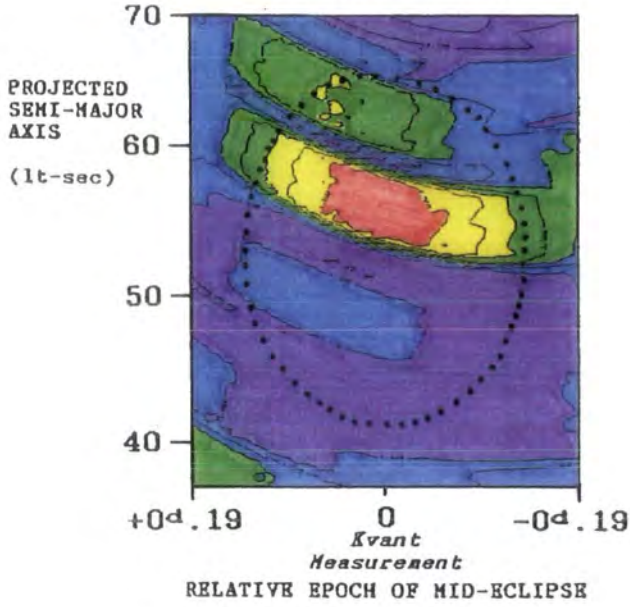 70
PROJECTED
SEMI-MAJOR
AXIS
60
(lt-sec)
50
40
+0d.19
0
-0d.19
Kvant
Measurement
RELATIVE EPOCH OF MID-ECLIPSE